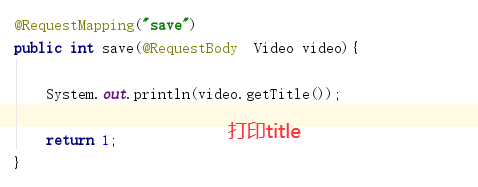 @RequestMapping("save")
public int save(@RequestBody  Video video){
System.out.println(video.getTitle());
打印title
return 1;
}